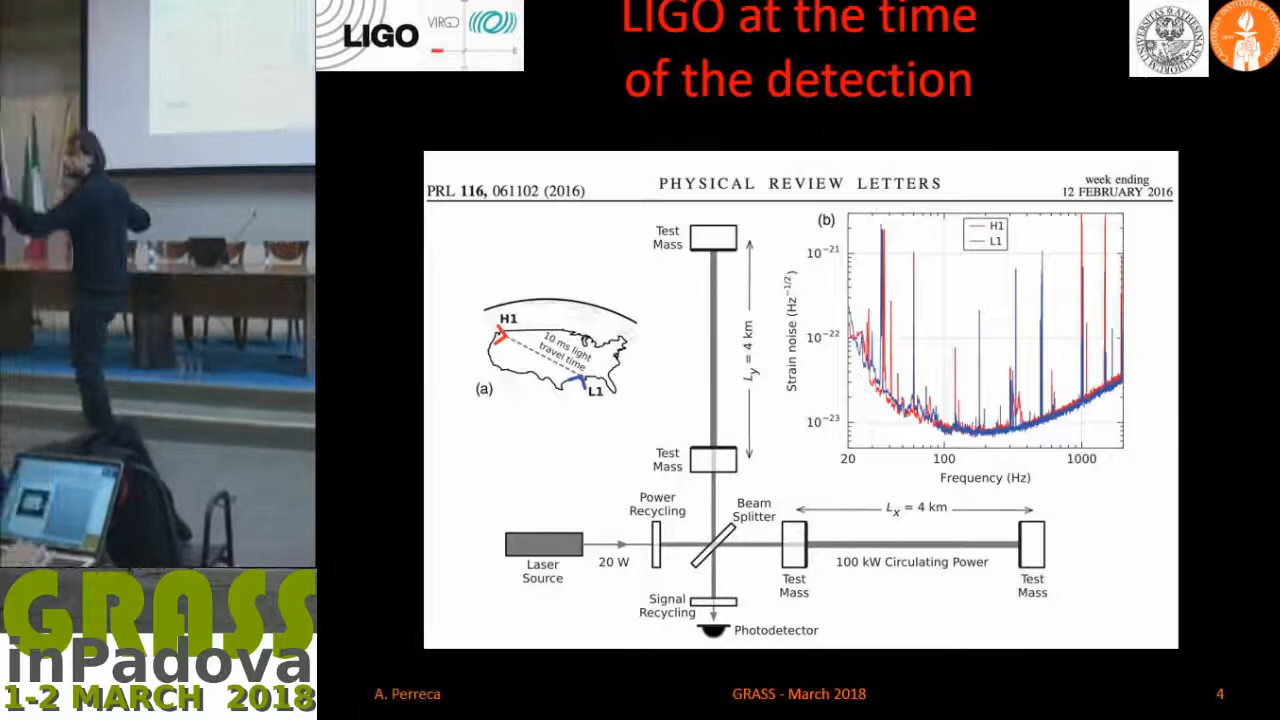 LIGO
VIRGO
LIGO at the time
of the detection
PRL 116, 061102 (2016)
PHYSICAL REVIEW LETTERS
week ending
12 FEBRUARY 2016
Test
Mass
Ly = 4 km
H1
10 ms light
travel time
L1
(a)
Test
Mass
(b)
H1
L1
Strain noise (Hz−1/2)
10−21
10−22
10−23
20
100
1000
Frequency (Hz)
Power
Recycling
Beam
Splitter
Lx = 4 km
Laser
Source
20 W
100 kW Circulating Power
Test
Mass
Test
Mass
Signal
Recycling
Photodetector
GRASS
inPadova
1-2 MARCH 2018
A. Perreca
GRASS - March 2018
4